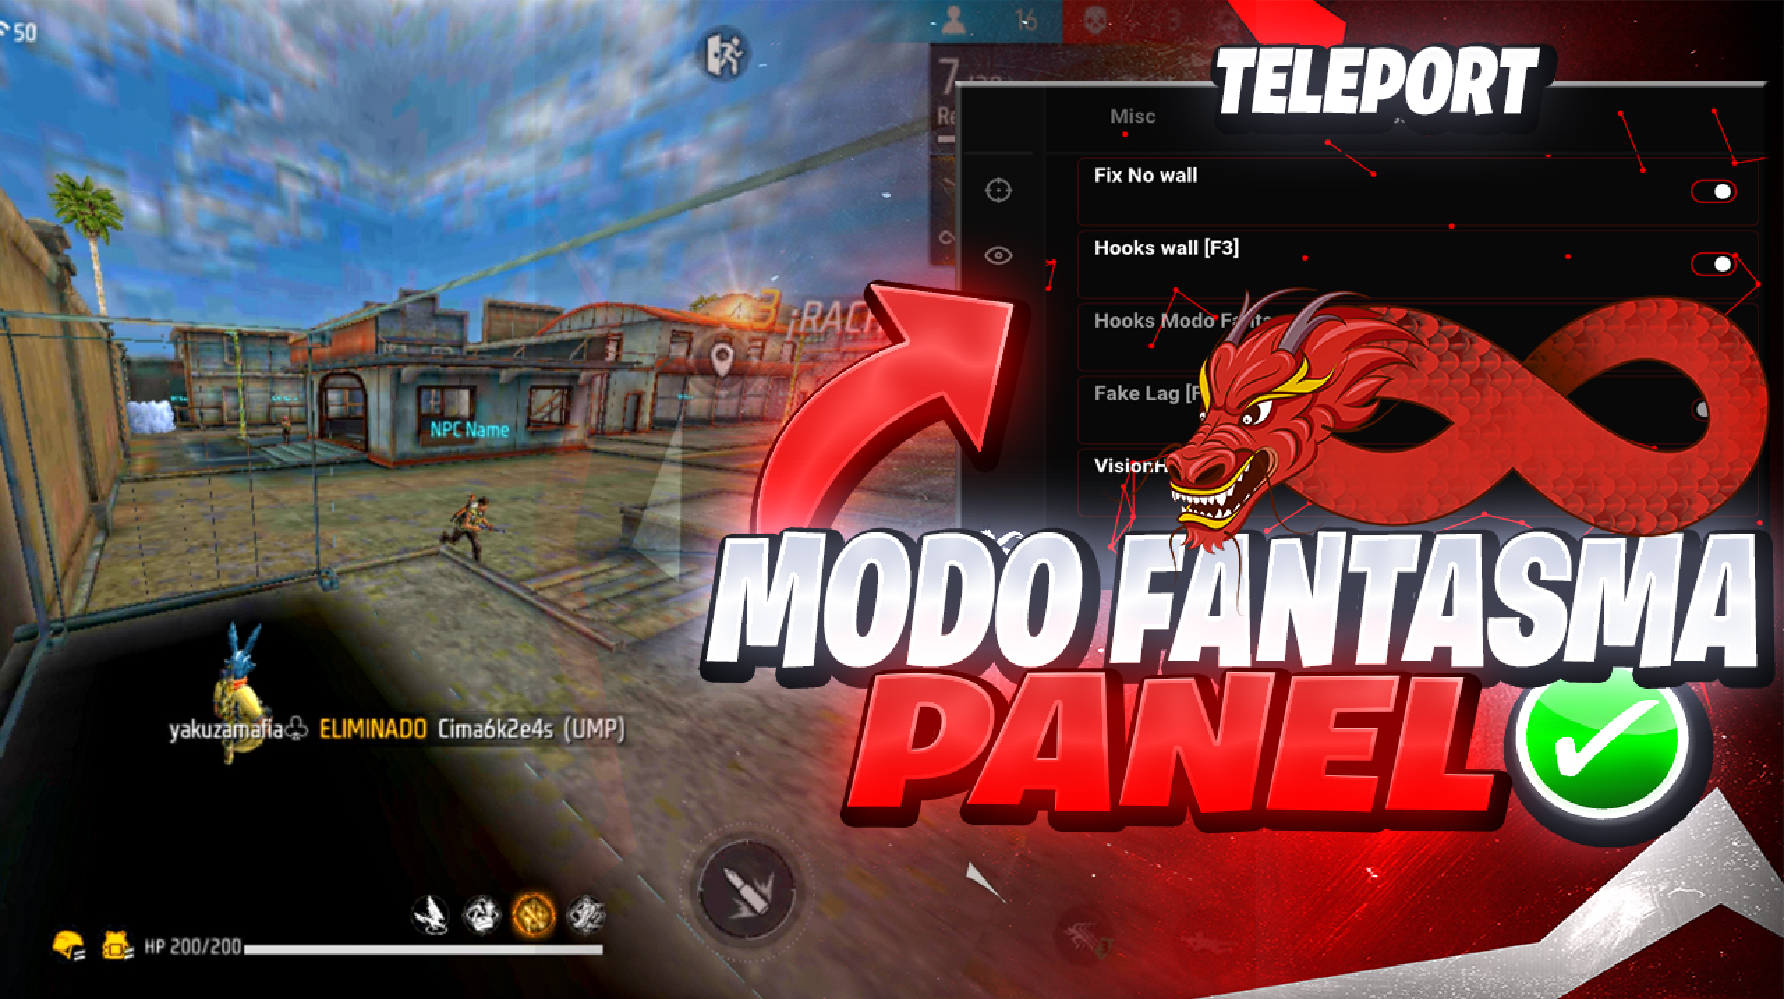 50
16
TELEPORT
Misc
Fix No wall
Hooks wall [F3]
Hooks Modo
Fake Lag
NPC Name
MODO FANTASMA
PANEL
yakuzamafia♧ ELIMINADO Cima6k2e4s (UMP)
HP 200/200